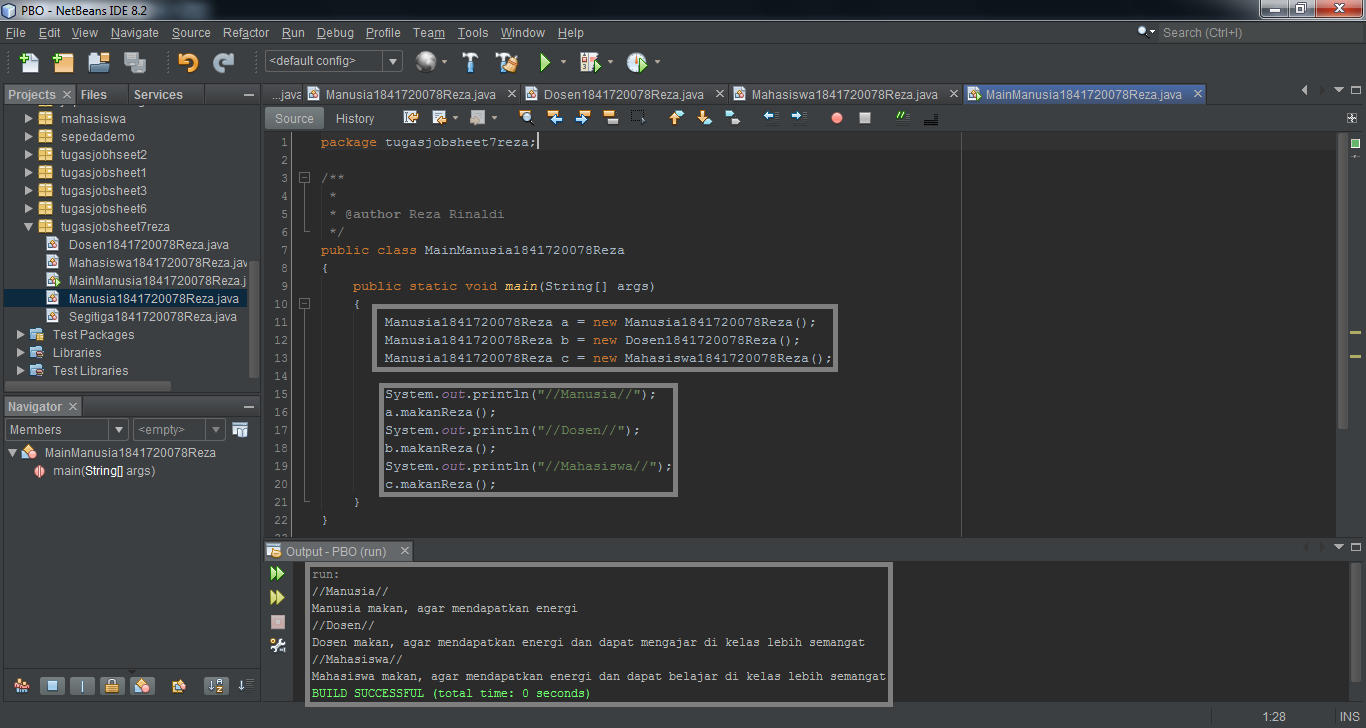 PBO - NetBeans IDE 8.2
File Edit View Navigate Source Refactor Run Debug Profile Team Tools Window Help
Search (Ctrl+I)
<default config>
Projects Files Services
mahasiswa
sepedademo
tugasjobhseet2
tugasjobsheet1
tugasjobsheet3
tugasjobsheet6
tugasjobsheet7reza
Dosen1841720078Reza.java
Mahasiswa1841720078Reza.jav
MainManusia1841720078Reza.j
Manusia1841720078Reza.java
Segitiga1841720078Reza.java
Test Packages
Libraries
Test Libraries
Navigator
Members <empty>
MainManusia1841720078Reza
main(String[] args)
...java Manusia1841720078Reza.java Dosen1841720078Reza.java Mahasiswa1841720078Reza.java MainManusia1841720078Reza.java
Source History
1 package tugasjobsheet7reza;
2
3 /**
4 *
5 * @author Reza Rinaldi
6 */
7 public class MainManusia1841720078Reza
8 {
9 public static void main(String[] args)
10 {
11 Manusia1841720078Reza a = new Manusia1841720078Reza();
12 Manusia1841720078Reza b = new Dosen1841720078Reza();
13 Manusia1841720078Reza c = new Mahasiswa1841720078Reza();
14
15 System.out.println("//Manusia//");
16 a.makanReza();
17 System.out.println("//Dosen//");
18 b.makanReza();
19 System.out.println("//Mahasiswa//");
20 c.makanReza();
21 }
22 }
Output - PBO (run)
run:
//Manusia//
Manusia makan, agar mendapatkan energi
//Dosen//
Dosen makan, agar mendapatkan energi dan dapat mengajar di kelas lebih semangat
//Mahasiswa//
Mahasiswa makan, agar mendapatkan energi dan dapat belajar di kelas lebih semangat
BUILD SUCCESSFUL (total time: 0 seconds)
1:28 INS